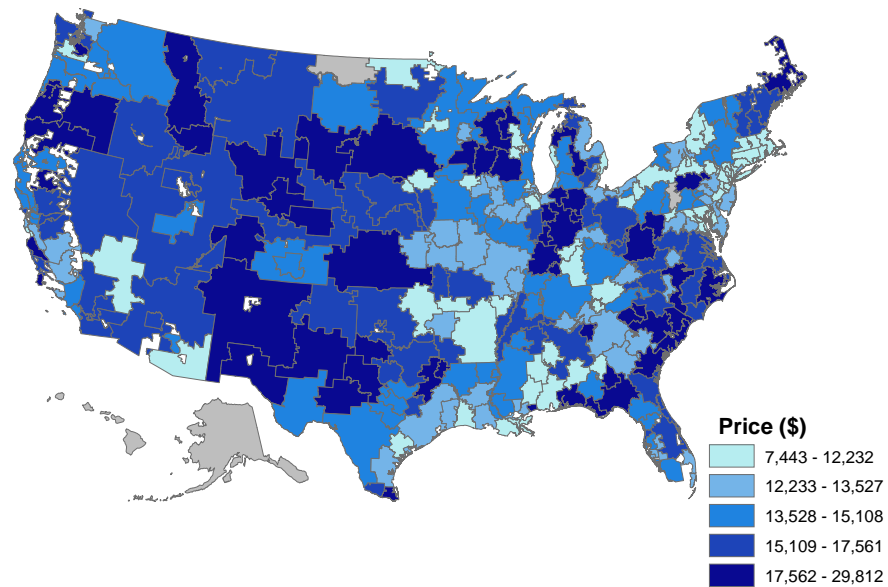 Price ($)
7,443 - 12,232
12,233 - 13,527
13,528 - 15,108
15,109 - 17,561
17,562 - 29,812